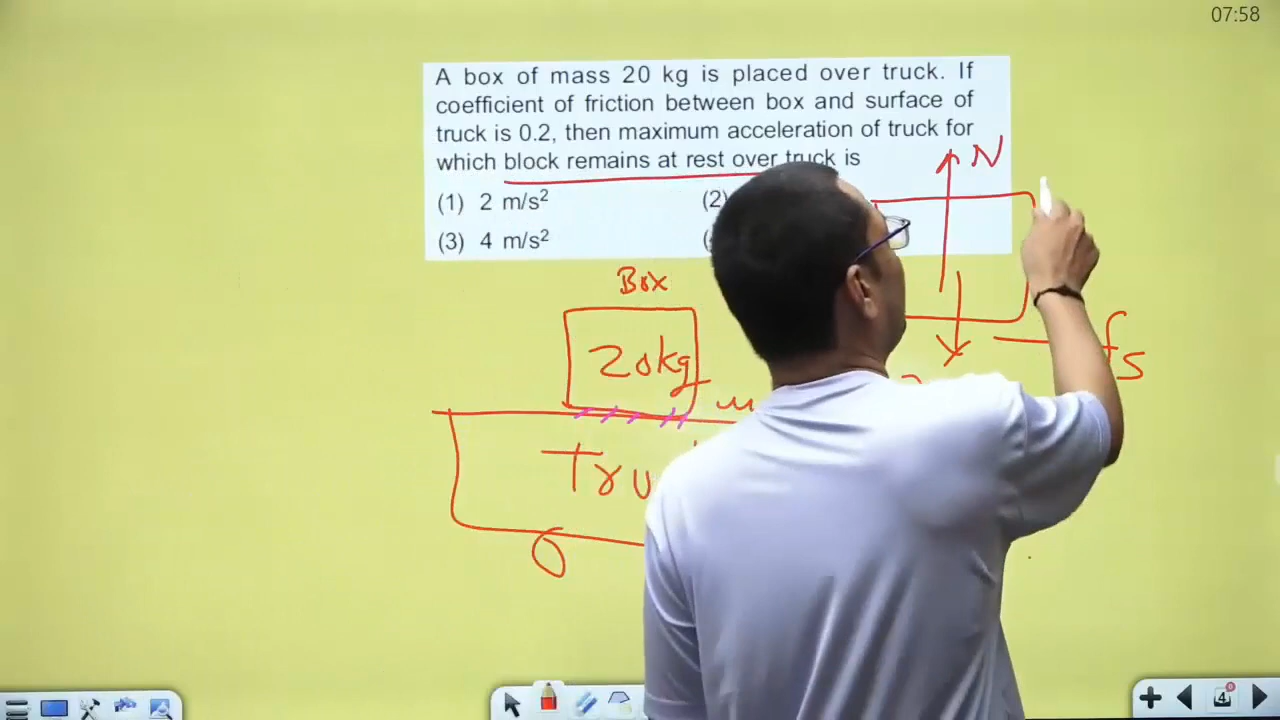 07:58
A box of mass 20 kg is placed over truck. If
coefficient of friction between box and surface of
truck is 0.2, then maximum acceleration of truck for
which block remains at rest over truck is
(1) 2 m/s²
(2)
(3) 4 m/s²
N
Box
20kg
fs
4